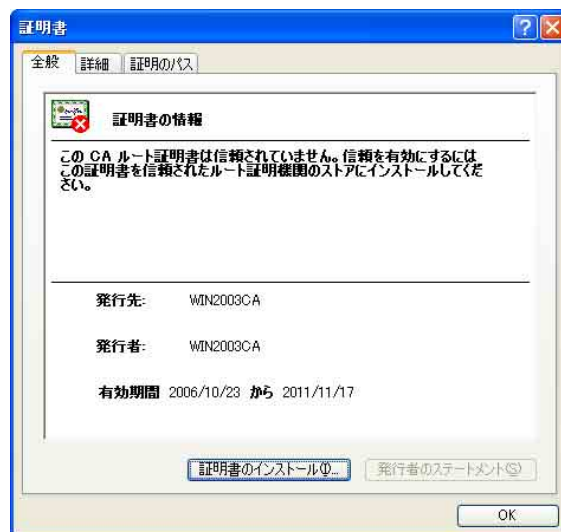 証明書
全般 詳細 証明のパス
証明書の情報
この CA ルート証明書は信頼されていません。信頼を有効にするには
この証明書を信頼されたルート証明機関のストアにインストールしてくだ
さい。
発行先: WIN2003CA
発行者: WIN2003CA
有効期間 2006/10/23 から 2011/11/17
証明書のインストール(I)... 発行者のステートメント(S)
OK